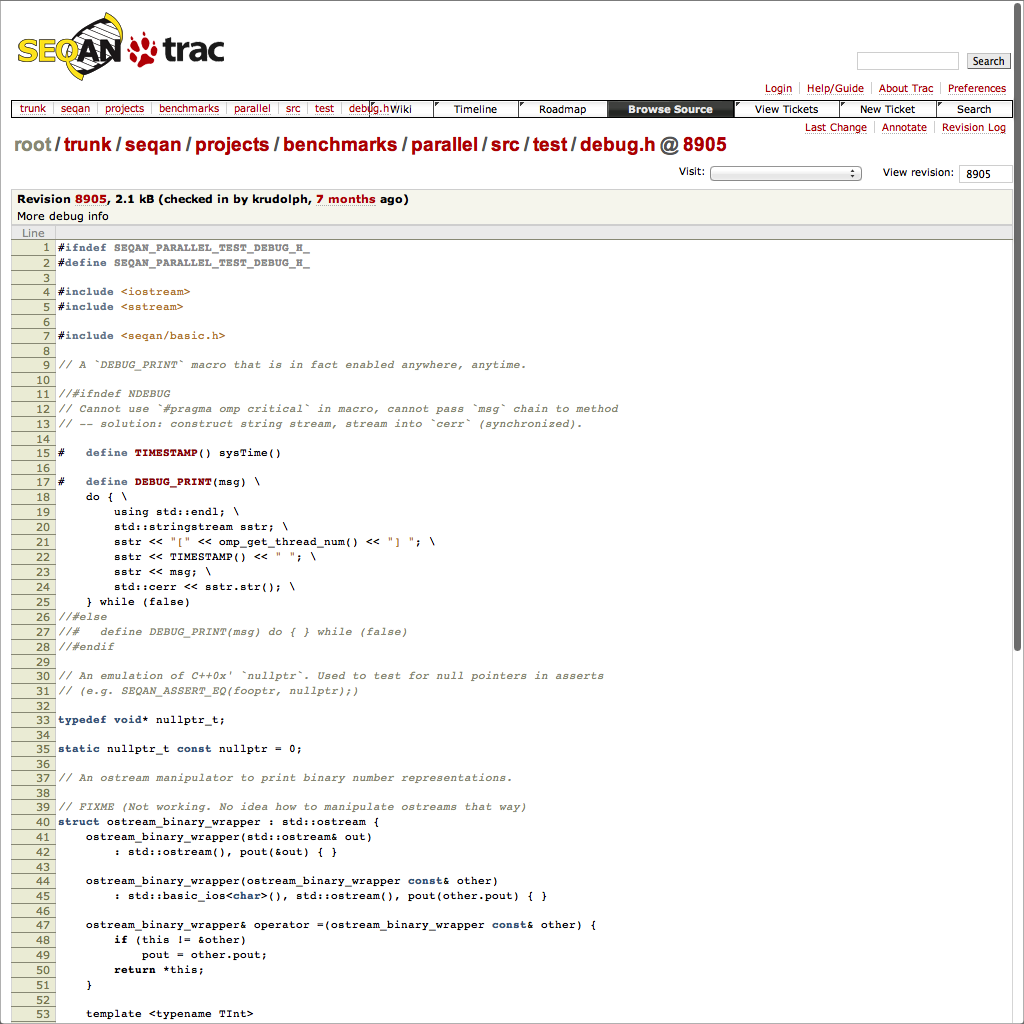 SEQAN trac
Search
Login Help/Guide About Trac Preferences
trunk seqan projects benchmarks parallel src test debug.h Wiki Timeline Roadmap Browse Source View Tickets New Ticket Search
Last Change Annotate Revision Log
root / trunk / seqan / projects / benchmarks / parallel / src / test / debug.h @ 8905
Visit: View revision: 8905
Revision 8905, 2.1 kB (checked in by krudolph, 7 months ago)
More debug info
Line
1 #ifndef SEQAN_PARALLEL_TEST_DEBUG_H_
2 #define SEQAN_PARALLEL_TEST_DEBUG_H_
3
4 #include <iostream>
5 #include <sstream>
6
7 #include <seqan/basic.h>
8
9 // A `DEBUG_PRINT` macro that is in fact enabled anywhere, anytime.
10
11 //#ifndef NDEBUG
12 // Cannot use `#pragma omp critical` in macro, cannot pass `msg` chain to method
13 // -- solution: construct string stream, stream into `cerr` (synchronized).
14
15 #   define TIMESTAMP() sysTime()
16
17 #   define DEBUG_PRINT(msg) \
18     do { \
19         using std::endl; \
20         std::stringstream sstr; \
21         sstr << "[" << omp_get_thread_num() << "] "; \
22         sstr << TIMESTAMP() << " "; \
23         sstr << msg; \
24         std::cerr << sstr.str(); \
25     } while (false)
26 //#else
27 //#   define DEBUG_PRINT(msg) do { } while (false)
28 //#endif
29
30 // An emulation of C++0x' `nullptr`. Used to test for null pointers in asserts
31 // (e.g. SEQAN_ASSERT_EQ(fooptr, nullptr);)
32
33 typedef void* nullptr_t;
34
35 static nullptr_t const nullptr = 0;
36
37 // An ostream manipulator to print binary number representations.
38
39 // FIXME (Not working. No idea how to manipulate ostreams that way)
40 struct ostream_binary_wrapper : std::ostream {
41     ostream_binary_wrapper(std::ostream& out)
42         : std::ostream(), pout(&out) { }
43
44     ostream_binary_wrapper(ostream_binary_wrapper const& other)
45         : std::basic_ios<char>(), std::ostream(), pout(other.pout) { }
46
47     ostream_binary_wrapper& operator =(ostream_binary_wrapper const& other) {
48         if (this != &other)
49             pout = other.pout;
50         return *this;
51     }
52
53     template <typename TInt>